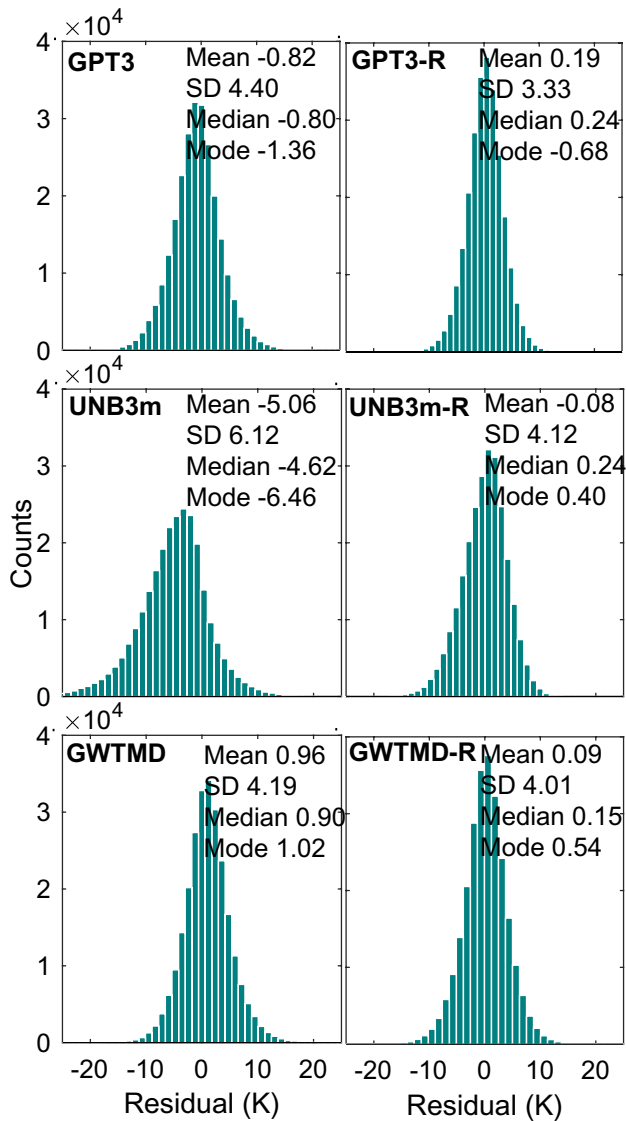 ×10⁴
4
3
2
1
0
GPT3
Mean -0.82
SD 4.40
Median -0.80
Mode -1.36
GPT3-R
Mean 0.19
SD 3.33
Median 0.24
Mode -0.68
×10⁴
4
3
2
1
0
Counts
UNB3m
Mean -5.06
SD 6.12
Median -4.62
Mode -6.46
UNB3m-R
Mean -0.08
SD 4.12
Median 0.24
Mode 0.40
×10⁴
4
3
2
1
0
GWTMD
Mean 0.96
SD 4.19
Median 0.90
Mode 1.02
GWTMD-R
Mean 0.09
SD 4.01
Median 0.15
Mode 0.54
-20 -10 0 10 20
Residual (K)
-20 -10 0 10 20
Residual (K)